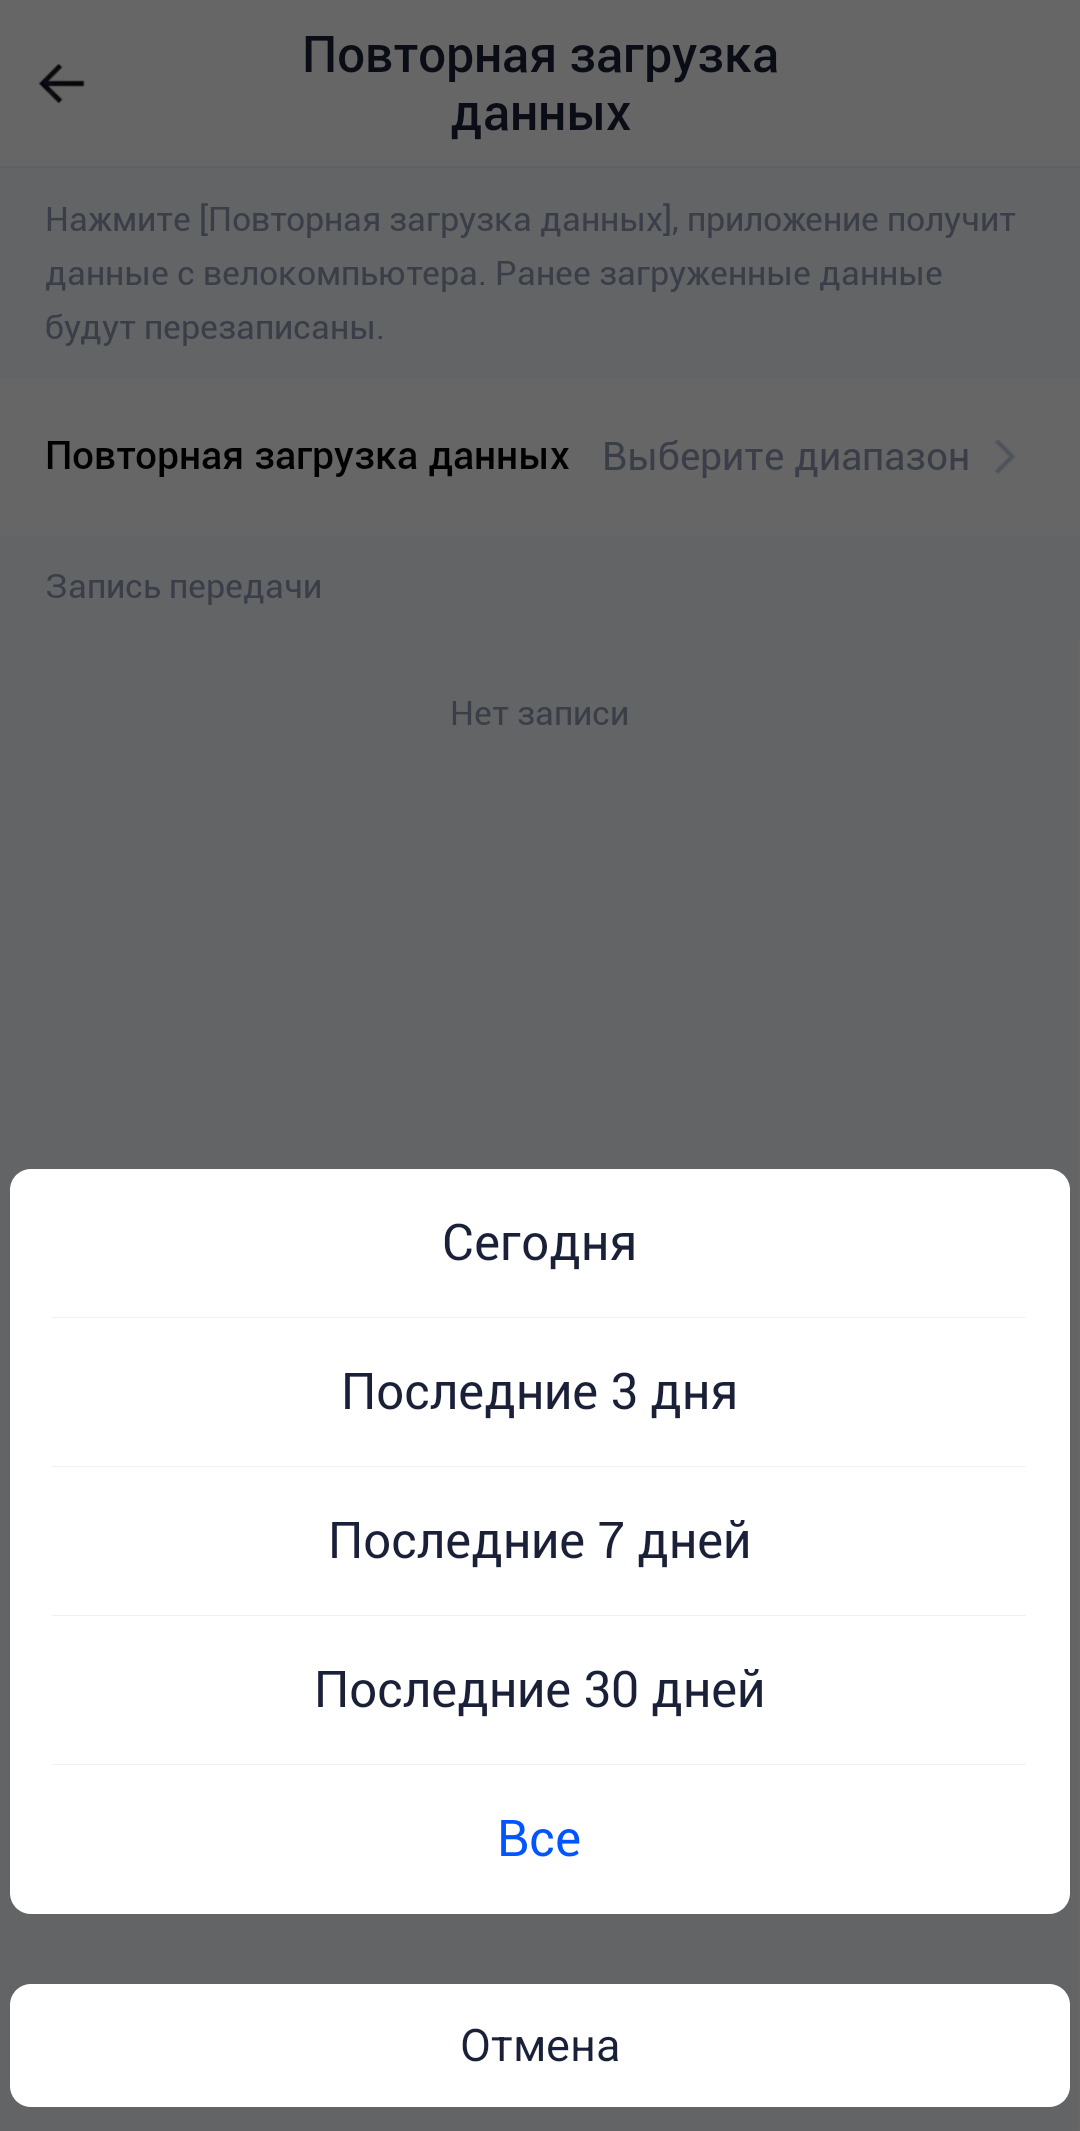 Повторная загрузка
данных
Нажмите [Повторная загрузка данных], приложение получит
данные с велокомпьютера. Ранее загруженные данные
будут перезаписаны.
Повторная загрузка данных Выберите диапазон
Запись передачи
Нет записи
Сегодня
Последние 3 дня
Последние 7 дней
Последние 30 дней
Все
Отмена